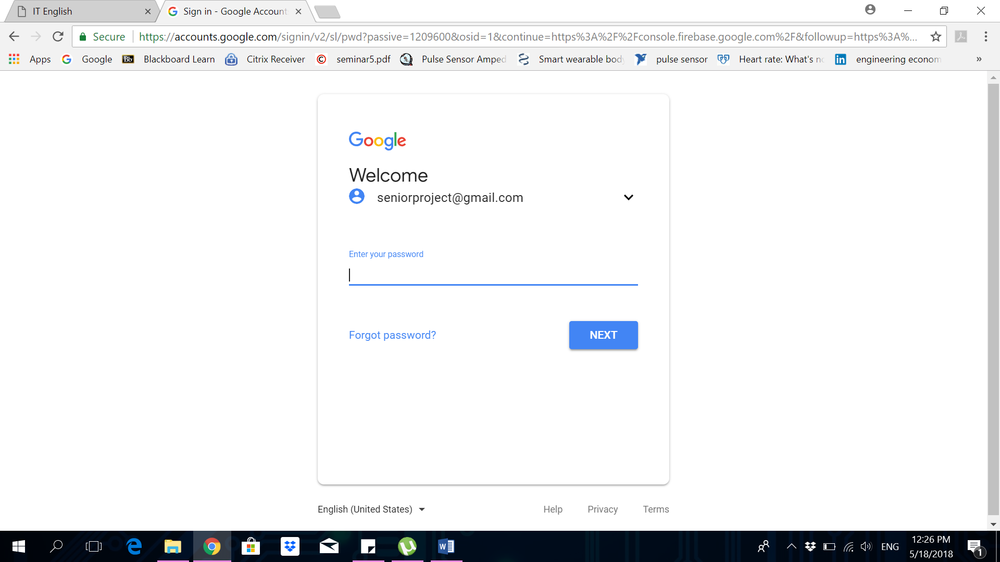 IT English
Sign in - Google Account
Secure
https://accounts.google.com/signin/v2/sl/pwd?passive=1209600&osid=1&continue=https%3A%2F%2Fconsole.firebase.google.com%2F&followup=https%3A%...
Apps
Google
Bb
Blackboard Learn
Citrix Receiver
seminar5.pdf
Pulse Sensor Amped
Smart wearable body
pulse sensor
Heart rate: What's no
in
engineering econom
»
Google
Welcome
seniorproject@gmail.com
Enter your password
Forgot password?
NEXT
English (United States)
Help
Privacy
Terms
ENG
12:26 PM
5/18/2018
1